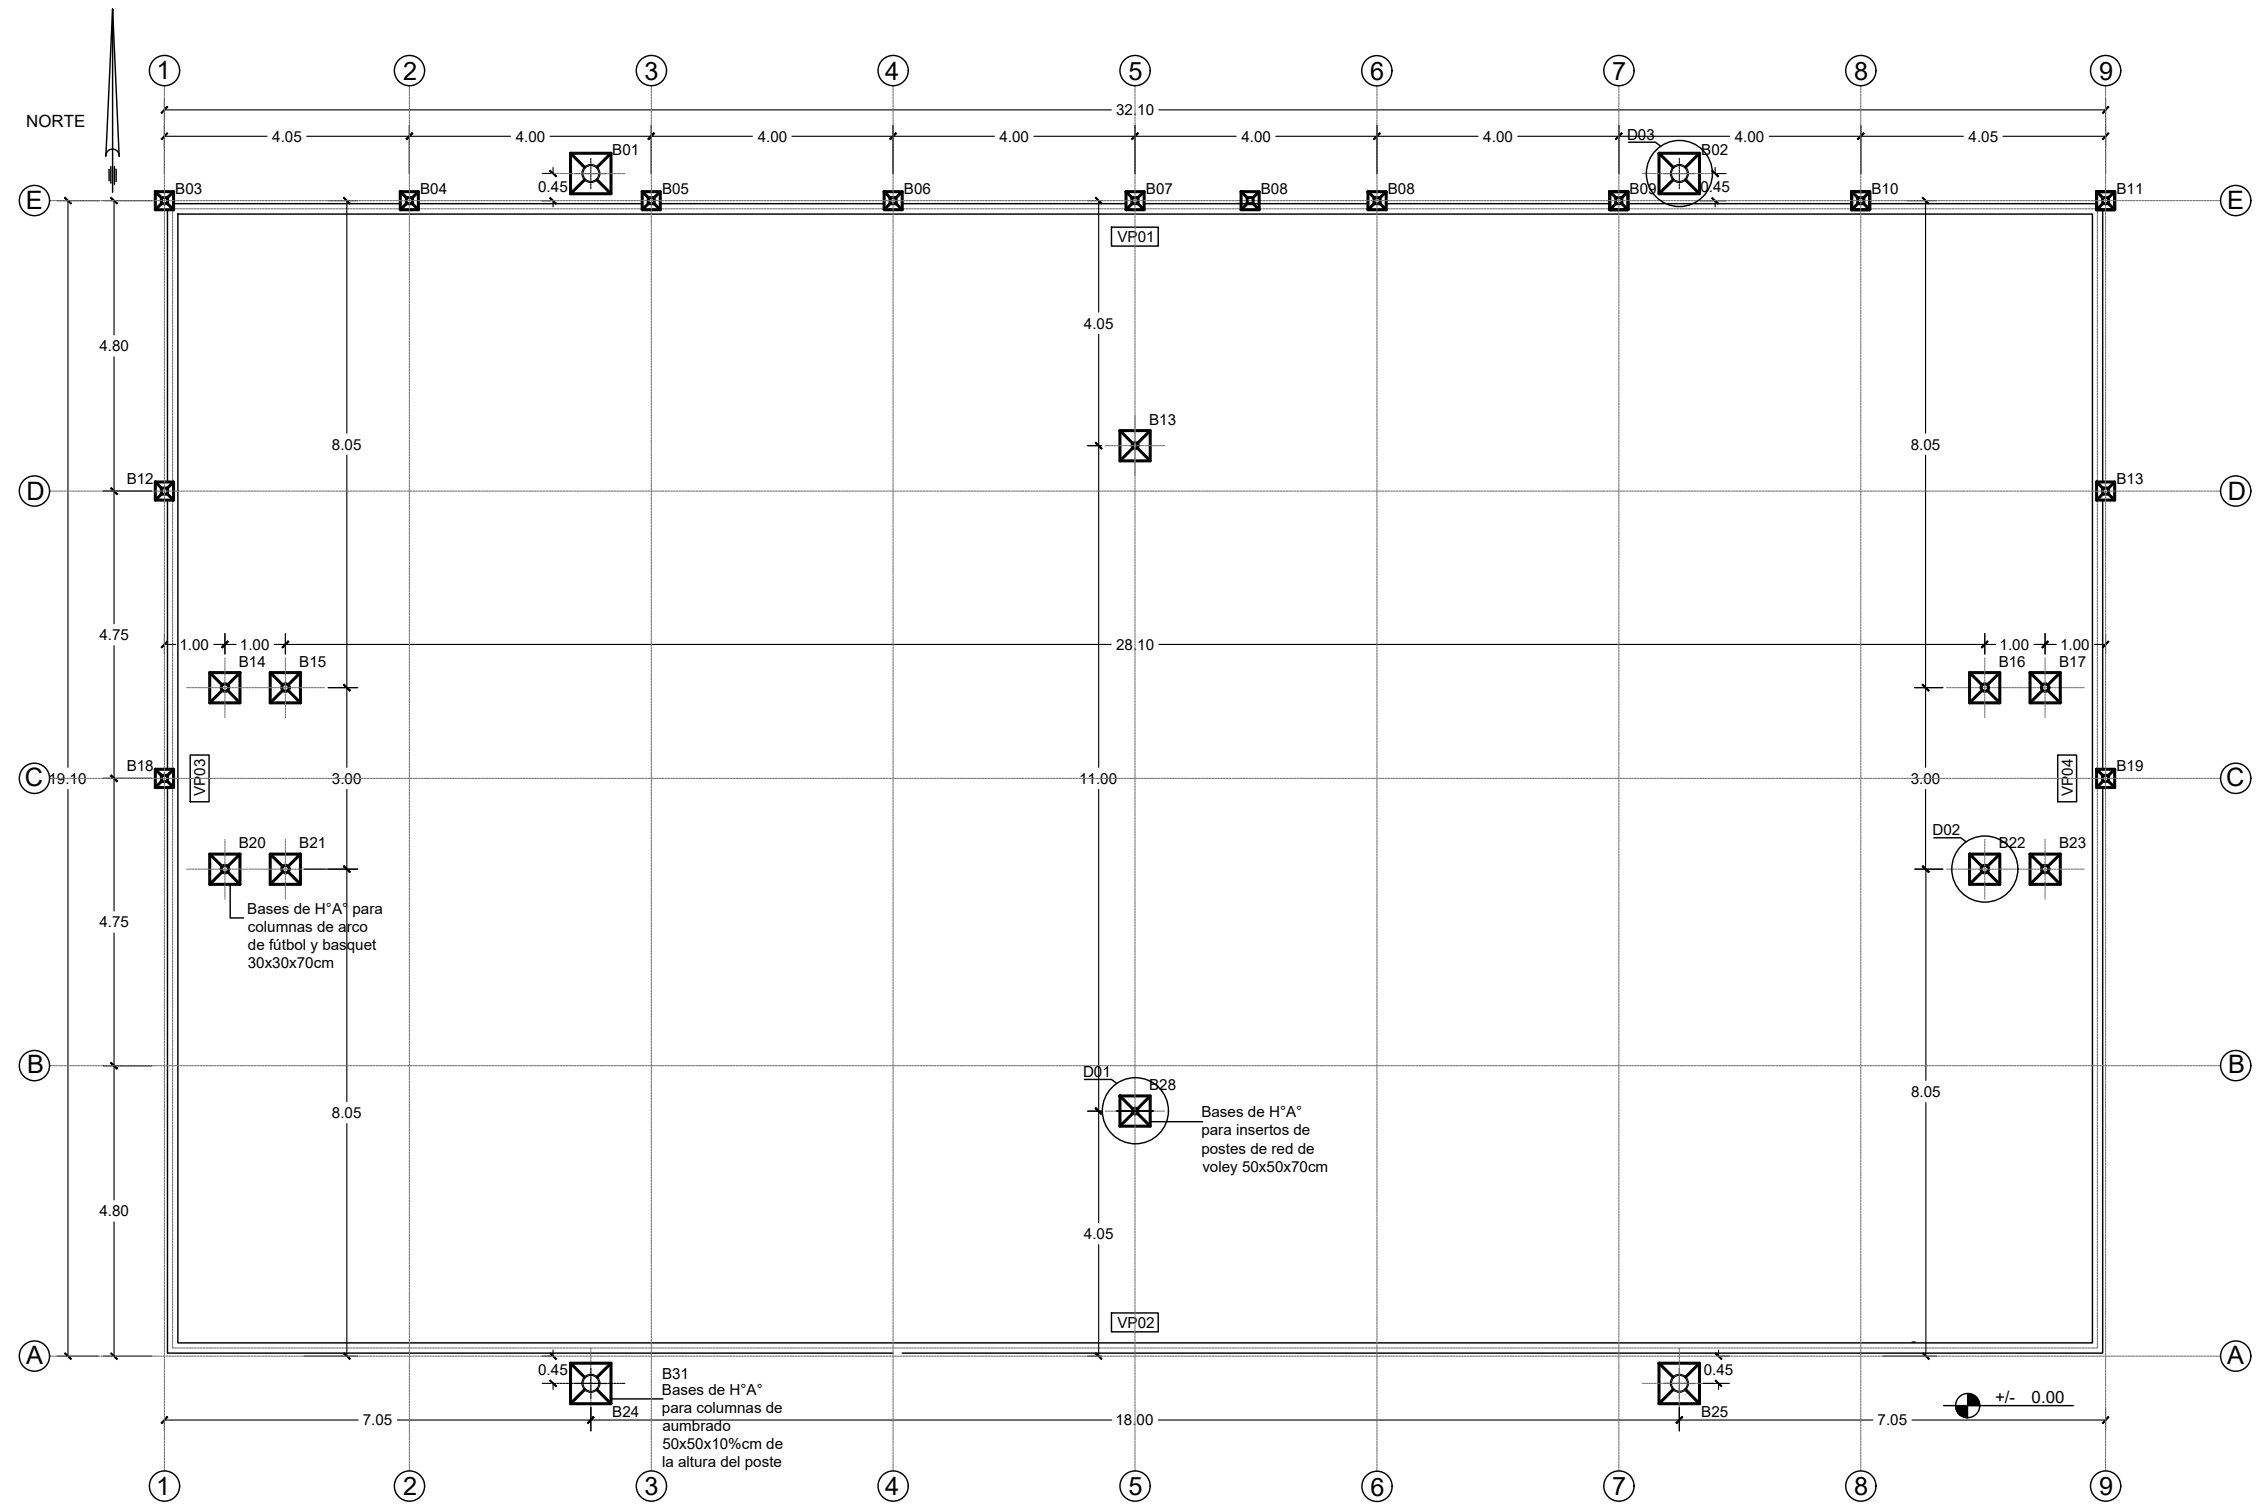 1 2 3 4 5 6 7 8 9
32.10
NORTE
4.05 4.00 4.00 4.00 4.00 4.00 4.00 4.05
D03
B01 B02
0.45 0.45
B03 B04 B05 B06 B07 B08 B08 B09 B10 B11
E E
VP01
4.05
4.80
B13
8.05 8.05
B12 B13
D D
4.75
1.00 1.00 28.10 1.00 1.00
B14 B15 B16 B17
B18 VP03 VP04 B19
C 19.10 3.00 11.00 3.00 C
D02
B20 B21 B22 B23
Bases de H°A° para
columnas de arco
de fútbol y basquet
30x30x70cm
4.75
B B
D01
B28
8.05 8.05
Bases de H°A°
para insertos de
postes de red de
voley 50x50x70cm
4.80
4.05
VP02
A A
0.45 0.45
B31
Bases de H°A°
para columnas de
aumbrado
50x50x10%cm de
la altura del poste
B24 B25
+/- 0.00
7.05 18.00 7.05
1 2 3 4 5 6 7 8 9